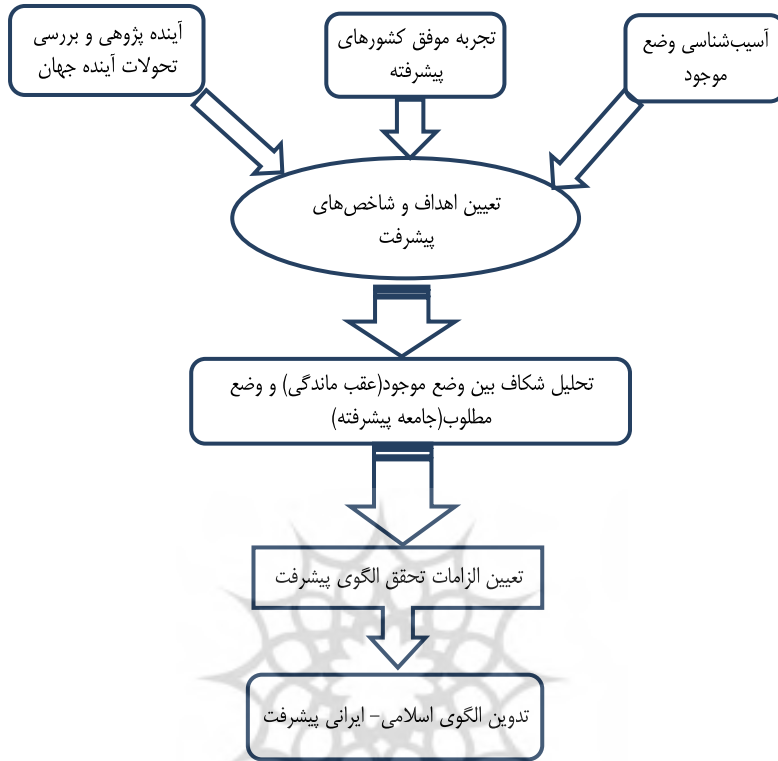 آسیب‌شناسی وضع
موجود
تجربه موفق کشورهای
پیشرفته
آینده پژوهی و بررسی
تحولات آینده جهان
تعیین اهداف و شاخص‌های
پیشرفت
تحلیل شکاف بین وضع موجود(عقب ماندگی) و وضع
مطلوب(جامعه پیشرفته)
تعیین الزامات تحقق الگوی پیشرفت
تدوین الگوی اسلامی- ایرانی پیشرفت